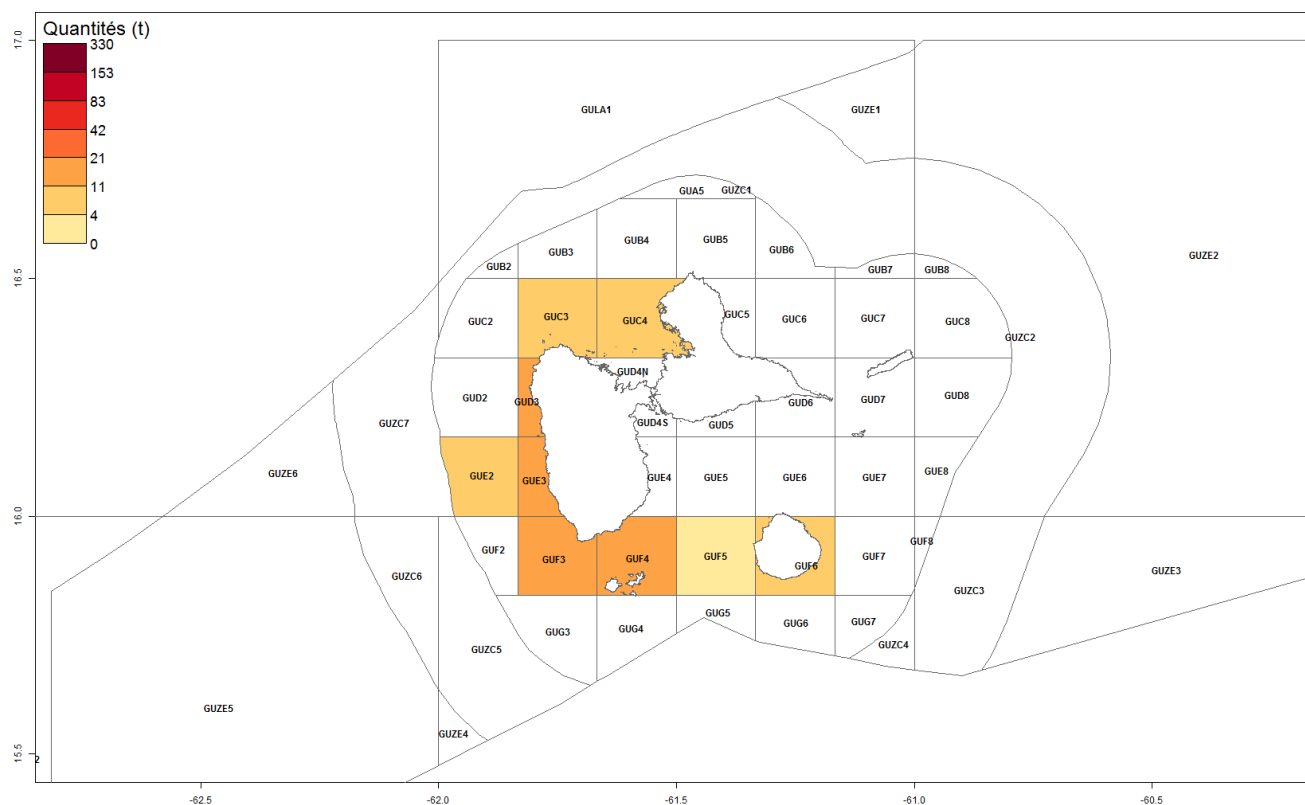 Quantités (t)
330
153
83
42
21
11
4
0
17.0
16.5
16.0
15.5
GULA1
GUZE1
GUA5
GUZC1
GUZE2
GUB2
GUB3
GUB4
GUB5
GUB6
GUB7
GUB8
GUC2
GUC3
GUC4
GUC5
GUC6
GUC7
GUC8
GUZC2
GUD4N
GUD2
GUD3
GUD4S
GUD5
GUD6
GUD7
GUD8
GUZC7
GUZE6
GUE2
GUE3
GUE4
GUE5
GUE6
GUE7
GUE8
GUF2
GUF3
GUF4
GUF5
GUF6
GUF7
GUF8
GUZC6
GUZC3
GUZE3
GUG3
GUG4
GUG5
GUG6
GUG7
GUZC4
GUZC5
GUZE5
GUZE4
2
-62.5
-62.0
-61.5
-61.0
-60.5